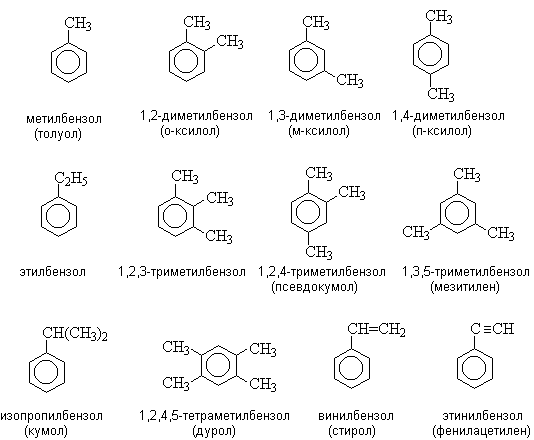 CH3
CH3
CH3
CH3
CH3
CH3
CH3
метилбензол
(толуол)
1,2-диметилбензол
(о-ксилол)
1,3-диметилбензол
(м-ксилол)
1,4-диметилбензол
(п-ксилол)
C2H5
CH3
CH3
CH3
CH3
CH3
CH3
CH3
CH3
CH3
этилбензол
1,2,3-триметилбензол
1,2,4-триметилбензол
(псевдокумол)
1,3,5-триметилбензол
(мезитилен)
CH(CH3)2
CH3
CH3
CH3
CH3
CH=CH2
C≡CH
изопропилбензол
(кумол)
1,2,4,5-тетраметилбензол
(дурол)
винилбензол
(стирол)
этинилбензол
(фенилацетилен)